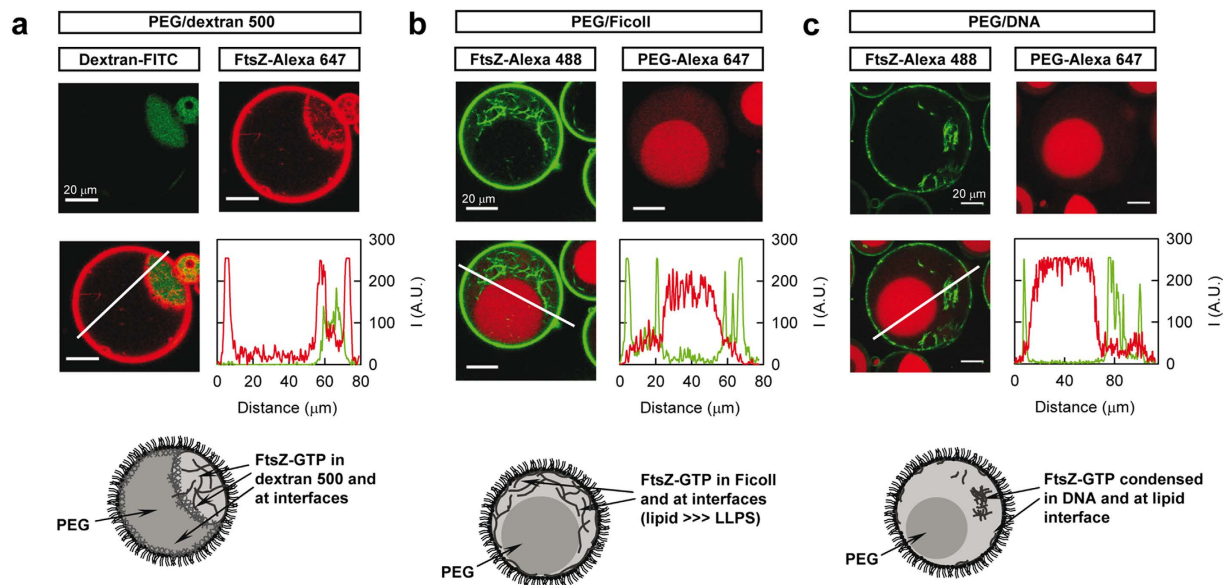 a
PEG/dextran 500
Dextran-FITC
FtsZ-Alexa 647
20 μm
300
200
100
0
I (A.U.)
0 20 40 60 80
Distance (μm)
FtsZ-GTP in
dextran 500 and
at interfaces
PEG
b
PEG/Ficoll
FtsZ-Alexa 488
PEG-Alexa 647
20 μm
300
200
100
0
I (A.U.)
0 20 40 60 80
Distance (μm)
FtsZ-GTP in Ficoll
and at interfaces
(lipid >>> LLPS)
PEG
c
PEG/DNA
FtsZ-Alexa 488
PEG-Alexa 647
20 μm
300
200
100
0
I (A.U.)
0 40 80
Distance (μm)
FtsZ-GTP condensed
in DNA and at lipid
interface
PEG